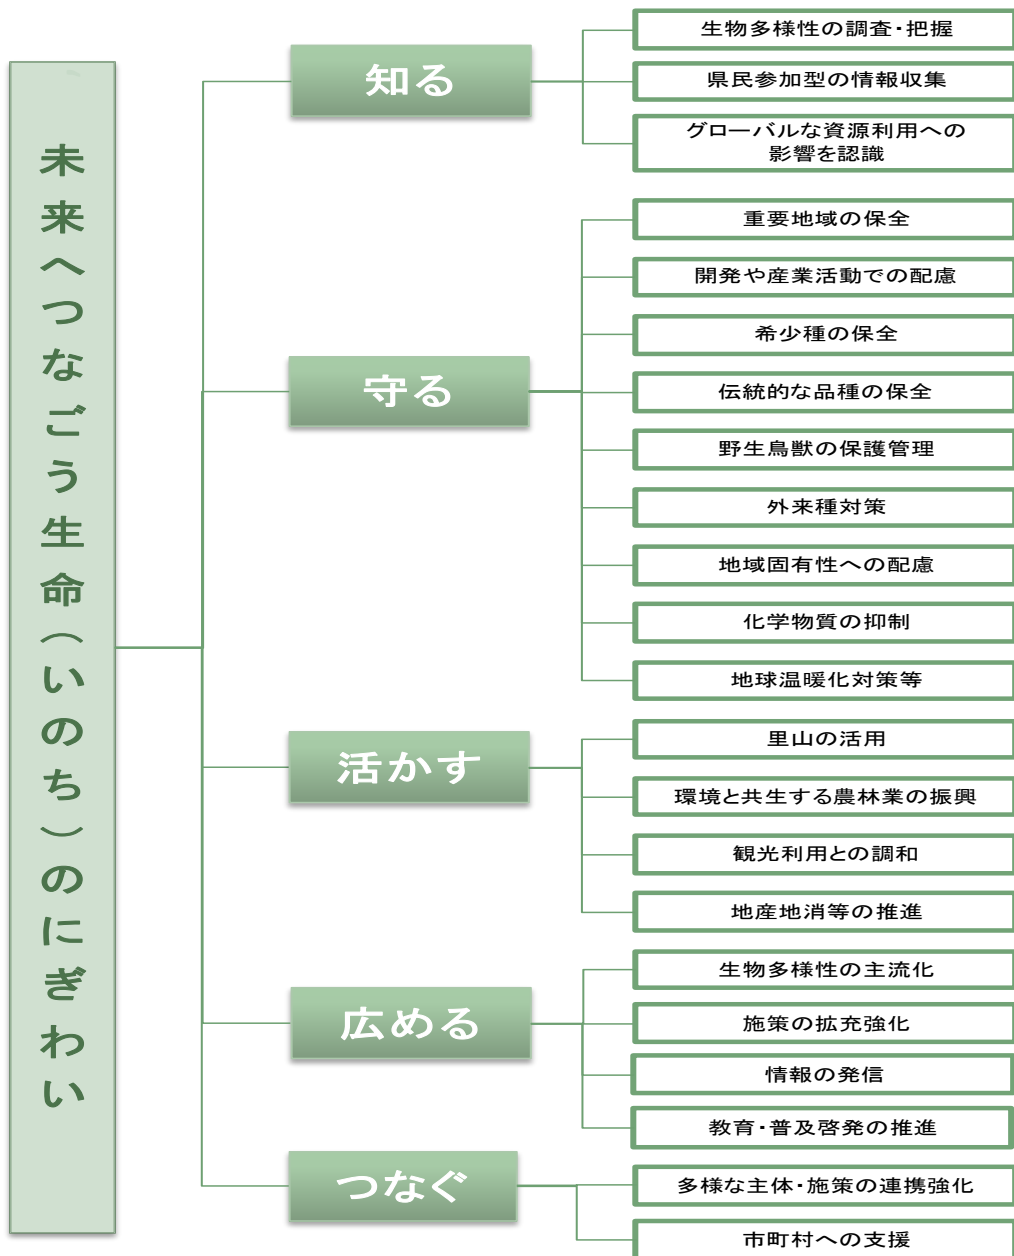 未来へつなごう生命（いのち）のにぎわい
知る
生物多様性の調査・把握
県民参加型の情報収集
グローバルな資源利用への
影響を認識
守る
重要地域の保全
開発や産業活動での配慮
希少種の保全
伝統的な品種の保全
野生鳥獣の保護管理
外来種対策
地域固有性への配慮
化学物質の抑制
地球温暖化対策等
活かす
里山の活用
環境と共生する農林業の振興
観光利用との調和
地産地消等の推進
広める
生物多様性の主流化
施策の拡充強化
情報の発信
教育・普及啓発の推進
つなぐ
多様な主体・施策の連携強化
市町村への支援